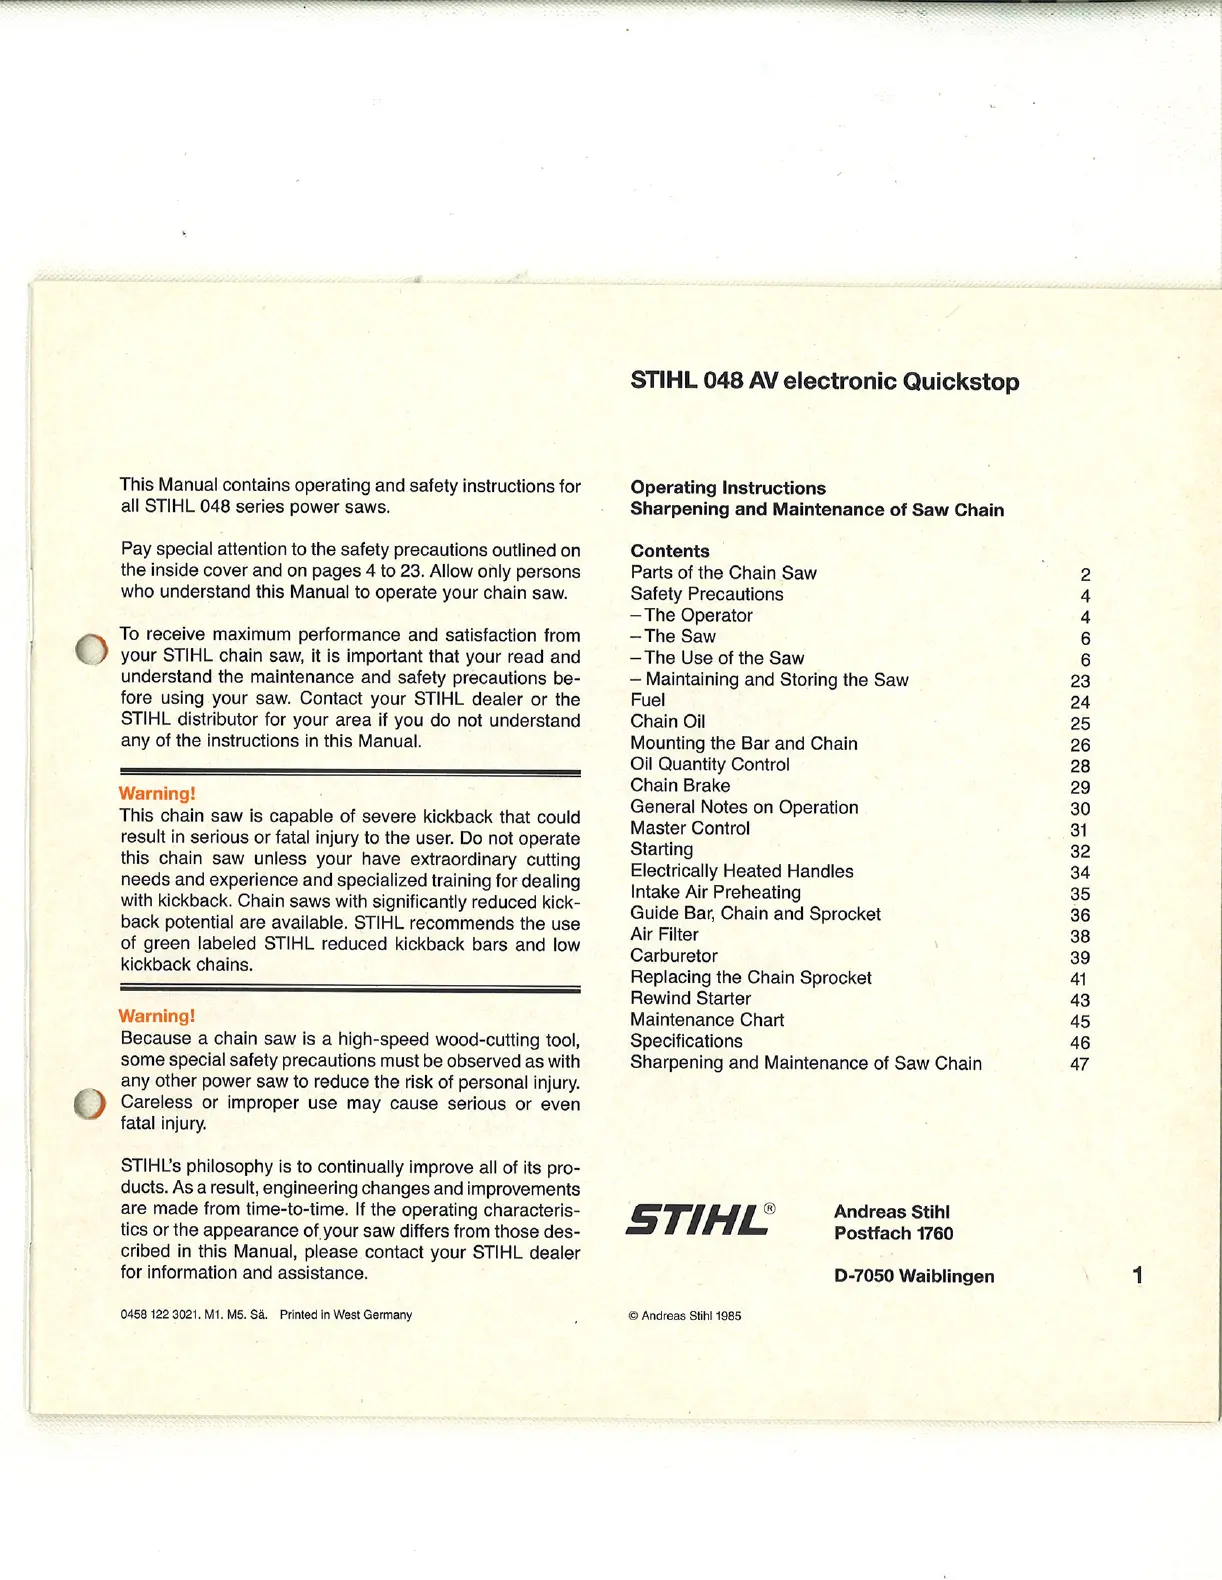 This Manual contains operating and safety instructions for
all STIHL 048 series power saws.
Pay special attention to the safety precautions outlined on
the inside cover and on pages 4 to 23. Allow only persons
who understand this Manual to operate your chain saw.
To receive maximum performance and satisfaction from
your STIHL chain saw, it is important that your read and
understand the maintenance and safety precautions be-
fore using your saw. Contact your STIHL dealer or the
STIHL distributor for your area if you do not understand
any of the instructions in this Manual.
Warning!
This chain saw is capable of severe kickback that could
result in serious or fatal injury to the user. Do not operate
this chain saw unless your have extraordinary cutting
needs and experience and specialized training for dealing
with kickback. Chain saws with significantly reduced kick-
back potential are available. STIHL recommends the use
of green labeled STIHL reduced kickback bars and low
kickback chains.
Warning!
Because a chain saw is a high-speed wood-cutting tool,
some special safety precautions must be observed as with
any other power saw to reduce the risk of personal injury.
Careless or improper use may cause serious or even
fatal injury.
STIHL's philosophy is to continually improve all of its pro-
ducts. As a result, engineering changes and improvements
are made from time-to-time. If the operating characteris-
tics or the appearance of your saw differs from those des-
cribed in this Manual, please contact your STIHL dealer
for information and assistance.
0458 122 3021. M1. M5. Sä. Printed in West Germany
STIHL 048 AV electronic Quickstop
Operating Instructions
Sharpening and Maintenance of Saw Chain
Contents
Parts of the Chain Saw 2
Safety Precautions 4
– The Operator 4
– The Saw 6
– The Use of the Saw 6
– Maintaining and Storing the Saw 23
Fuel 24
Chain Oil 25
Mounting the Bar and Chain 26
Oil Quantity Control 28
Chain Brake 29
General Notes on Operation 30
Master Control 31
Starting 32
Electrically Heated Handles 34
Intake Air Preheating 35
Guide Bar, Chain and Sprocket 36
Air Filter 38
Carburetor 39
Replacing the Chain Sprocket 41
Rewind Starter 43
Maintenance Chart 45
Specifications 46
Sharpening and Maintenance of Saw Chain 47
STIHL®
Andreas Stihl
Postfach 1760
D-7050 Waiblingen
1
© Andreas Stihl 1985